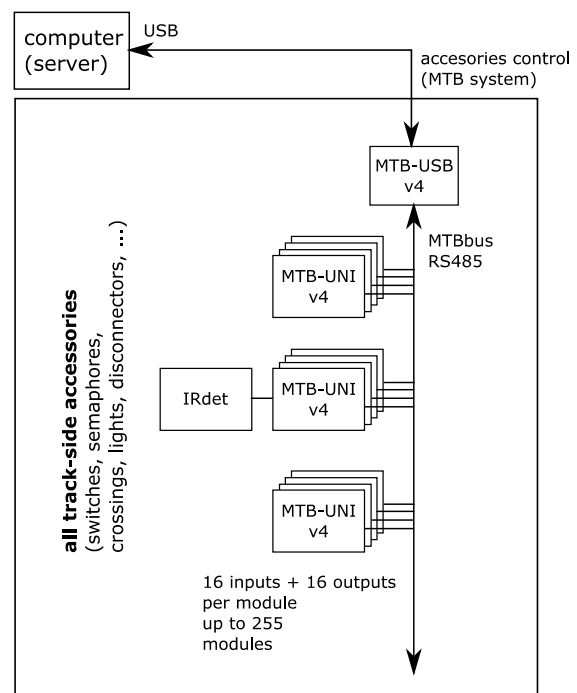 computer
(server)
USB
accesories control
(MTB system)
MTB-USB
v4
MTBbus
RS485
MTB-UNI
v4
IRdet
MTB-UNI
v4
MTB-UNI
v4
all track-side accessories
(switches, semaphores,
crossings, lights, disconnectors, ...)
16 inputs + 16 outputs
per module
up to 255
modules